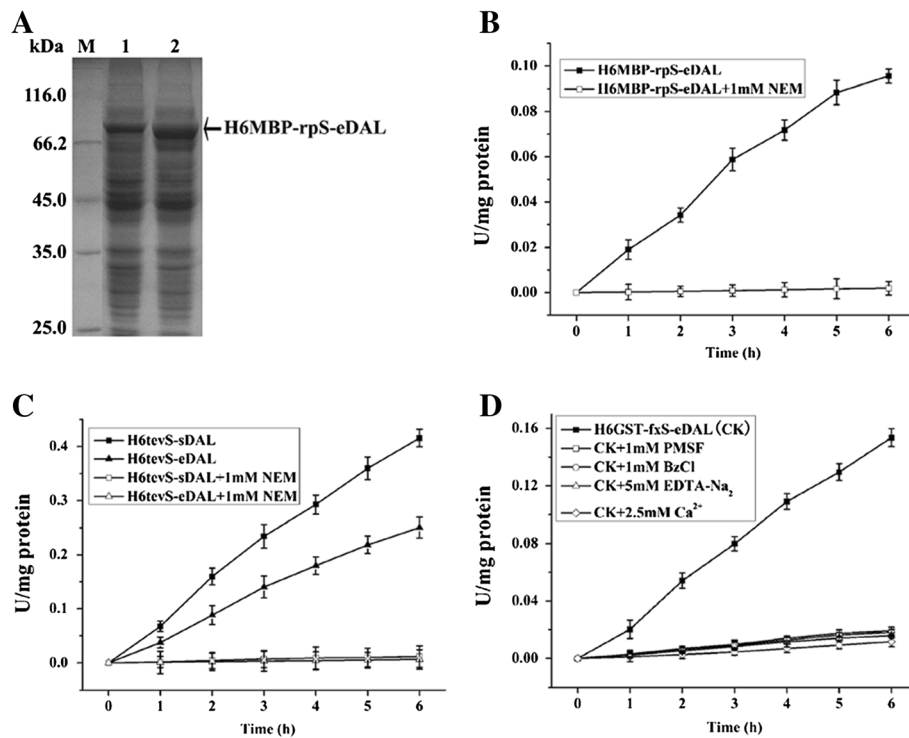 A
kDa M 1 2
116.0
66.2
45.0
35.0
25.0
H6MBP-rpS-eDAL
B
U/mg protein
0.10
0.08
0.06
0.04
0.02
0.00
H6MBP-rpS-eDAL
H6MBP-rpS-eDAL+1mM NEM
0 1 2 3 4 5 6
Time (h)
C
U/mg protein
0.4
0.3
0.2
0.1
0.0
H6tevS-sDAL
H6tevS-eDAL
H6tevS-sDAL+1mM NEM
H6tevS-eDAL+1mM NEM
0 1 2 3 4 5 6
Time (h)
D
U/mg protein
0.16
0.12
0.08
0.04
0.00
H6GST-fxS-eDAL(CK)
CK+1mM PMSF
CK+1mM BzCl
CK+5mM EDTA-Na₂
CK+2.5mM Ca²⁺
0 1 2 3 4 5 6
Time (h)